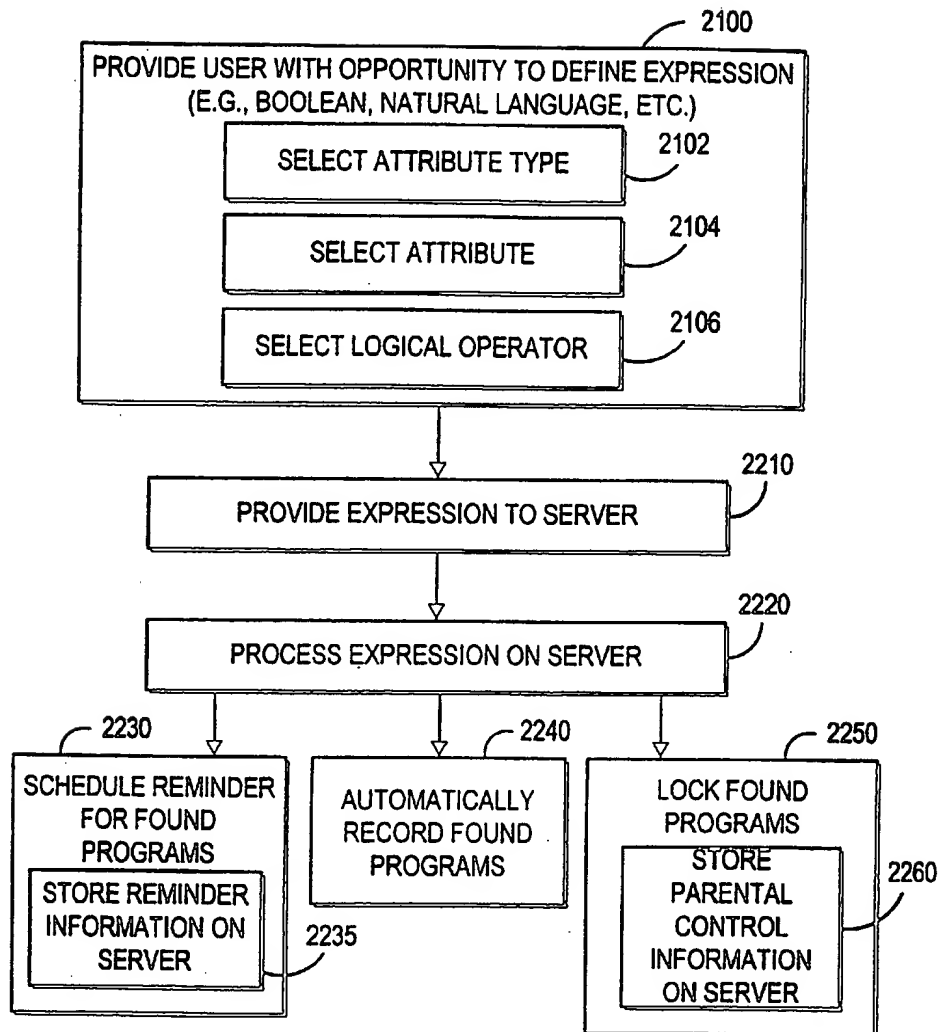 2100
PROVIDE USER WITH OPPORTUNITY TO DEFINE EXPRESSION
(E.G., BOOLEAN, NATURAL LANGUAGE, ETC.)
2102
SELECT ATTRIBUTE TYPE
2104
SELECT ATTRIBUTE
2106
SELECT LOGICAL OPERATOR
2210
PROVIDE EXPRESSION TO SERVER
2220
PROCESS EXPRESSION ON SERVER
2230
SCHEDULE REMINDER
FOR FOUND
PROGRAMS
STORE REMINDER
INFORMATION ON
SERVER
2235
2240
AUTOMATICALLY
RECORD FOUND
PROGRAMS
2250
LOCK FOUND
PROGRAMS
STORE
PARENTAL
CONTROL
INFORMATION
ON SERVER
2260